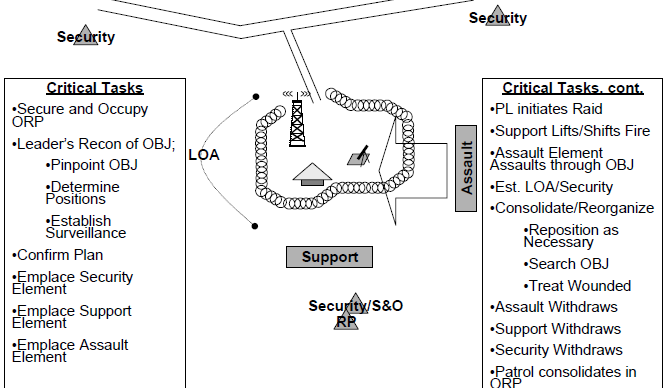 Security
Security
Critical Tasks
•Secure and Occupy
ORP
•Leader's Recon of OBJ;
•Pinpoint OBJ
•Determine
Positions
•Establish
Surveillance
•Confirm Plan
•Emplace Security
Element
•Emplace Support
Element
•Emplace Assault
Element
LOA
Assault
Support
Security/S&O
RP
Critical Tasks, cont.
•PL initiates Raid
•Support Lifts/Shifts Fire
•Assault Element
Assaults through OBJ
•Est. LOA/Security
•Consolidate/Reorganize
•Reposition as
Necessary
•Search OBJ
•Treat Wounded
•Assault Withdraws
•Support Withdraws
•Security Withdraws
•Patrol consolidates in
ORP